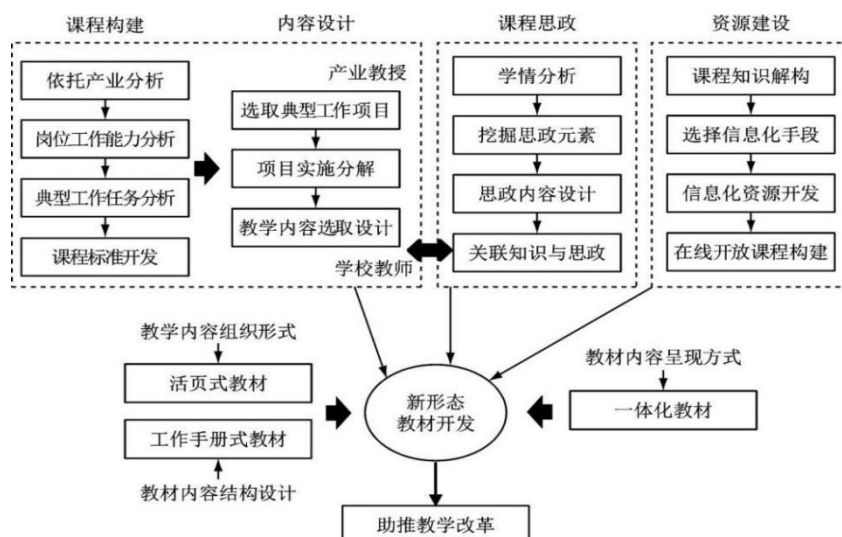 课程构建
内容设计
课程思政
资源建设
依托产业分析
岗位工作能力分析
典型工作任务分析
课程标准开发
产业教授
选取典型工作项目
项目实施分解
教学内容选取设计
学校教师
学情分析
挖掘思政元素
思政内容设计
关联知识与思政
课程知识解构
选择信息化手段
信息化资源开发
在线开放课程构建
教学内容组织形式
活页式教材
工作手册式教材
教材内容结构设计
新形态
教材开发
教材内容呈现方式
一体化教材
助推教学改革